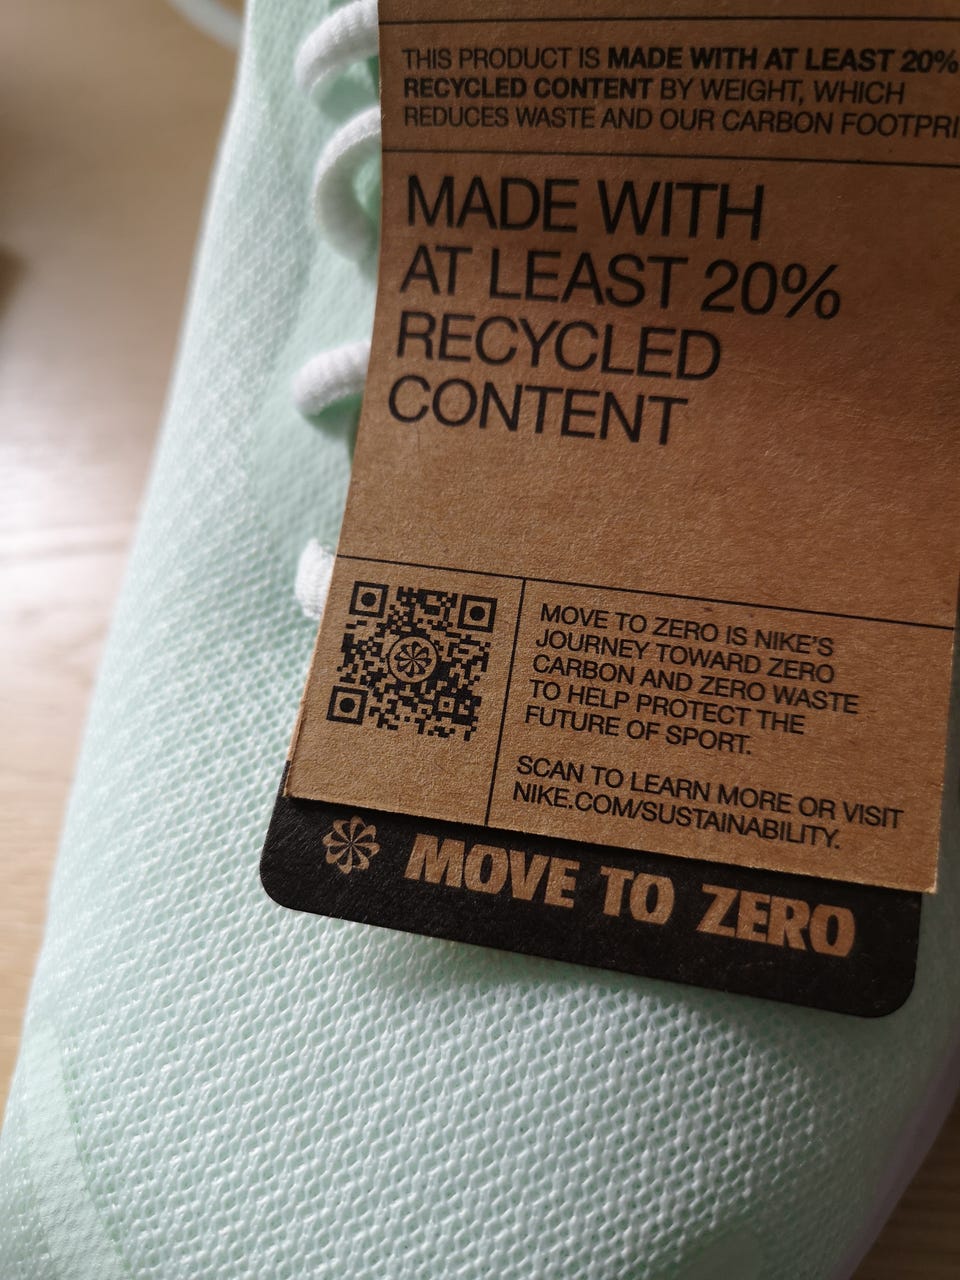 THIS PRODUCT IS MADE WITH AT LEAST 20%
RECYCLED CONTENT BY WEIGHT, WHICH
REDUCES WASTE AND OUR CARBON FOOTPRI
MADE WITH
AT LEAST 20%
RECYCLED
CONTENT
MOVE TO ZERO IS NIKE'S
JOURNEY TOWARD ZERO
CARBON AND ZERO WASTE
TO HELP PROTECT THE
FUTURE OF SPORT.
SCAN TO LEARN MORE OR VISIT
NIKE.COM/SUSTAINABILITY.
MOVE TO ZERO